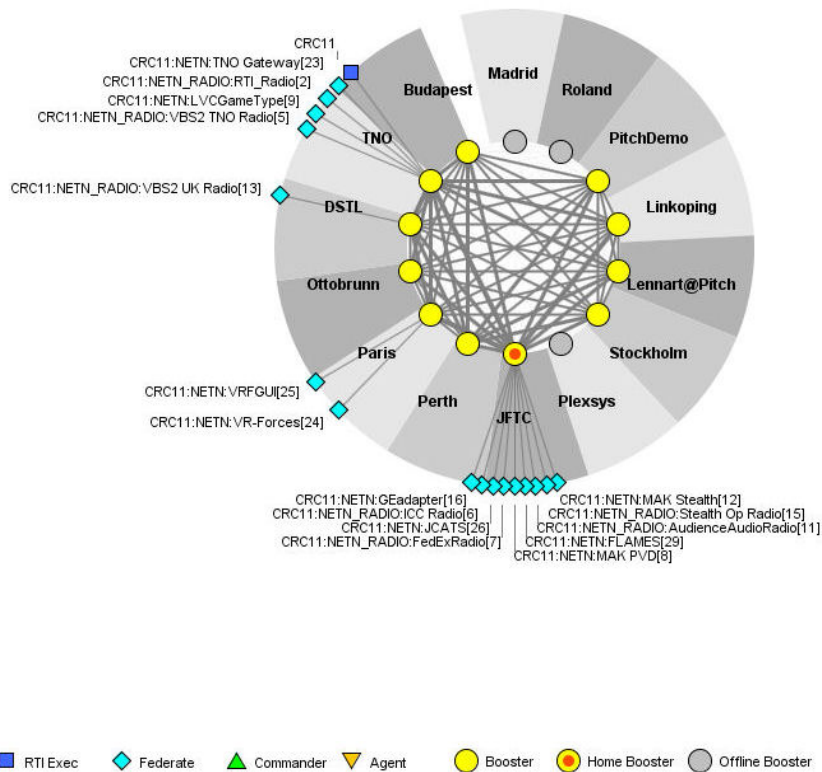 CRC11
CRC11:NETN:TNO Gateway[23]
CRC11:NETN_RADIO:RTI_Radio[2]
CRC11:NETN:LVCGameType[9]
CRC11:NETN_RADIO:VBS2 TNO Radio[5]
CRC11:NETN_RADIO:VBS2 UK Radio[13]
Madrid
Budapest
Roland
TNO
PitchDemo
DSTL
Linkoping
Ottobrunn
Lennart@Pitch
Paris
Stockholm
Perth
Plexsys
JFTC
CRC11:NETN:VRFGUI[25]
CRC11:NETN:VR-Forces[24]
CRC11:NETN:GEadapter[16]
CRC11:NETN:MAK Stealth[12]
CRC11:NETN_RADIO:ICC Radio[6]
CRC11:NETN_RADIO:Stealth Op Radio[15]
CRC11:NETN:JCATS[26]
CRC11:NETN_RADIO:AudienceAudioRadio[11]
CRC11:NETN_RADIO:FedExRadio[7]
CRC11:NETN:FLAMES[29]
CRC11:NETN:MAK PVD[8]
RTI Exec
Federate
Commander
Agent
Booster
Home Booster
Offline Booster